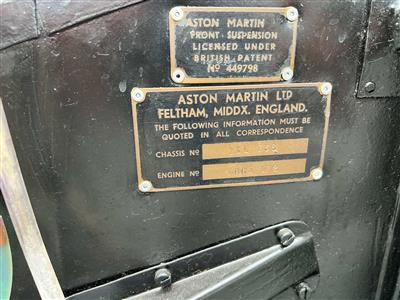 ASTON MARTIN
FRONT SUSPENSION
LICENSED UNDER
BRITISH PATENT
Nº 449798
ASTON MARTIN LTD
FELTHAM, MIDDX. ENGLAND.
THE FOLLOWING INFORMATION MUST BE
QUOTED IN ALL CORRESPONDENCE
CHASSIS Nº
ENGINE Nº